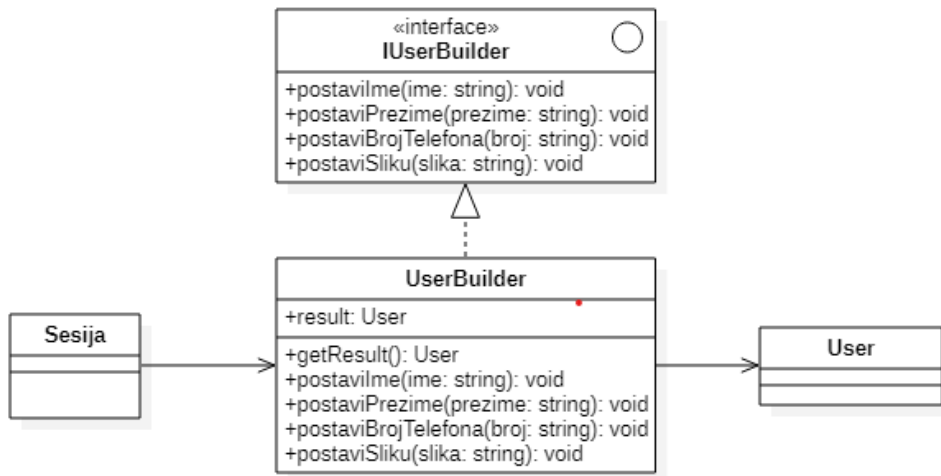 «interface»
IUserBuilder
+postaviIme(ime: string): void
+postaviPrezime(prezime: string): void
+postaviBrojTelefona(broj: string): void
+postaviSliku(slika: string): void
UserBuilder
+result: User
+getResult(): User
+postaviIme(ime: string): void
+postaviPrezime(prezime: string): void
+postaviBrojTelefona(broj: string): void
+postaviSliku(slika: string): void
Sesija
User